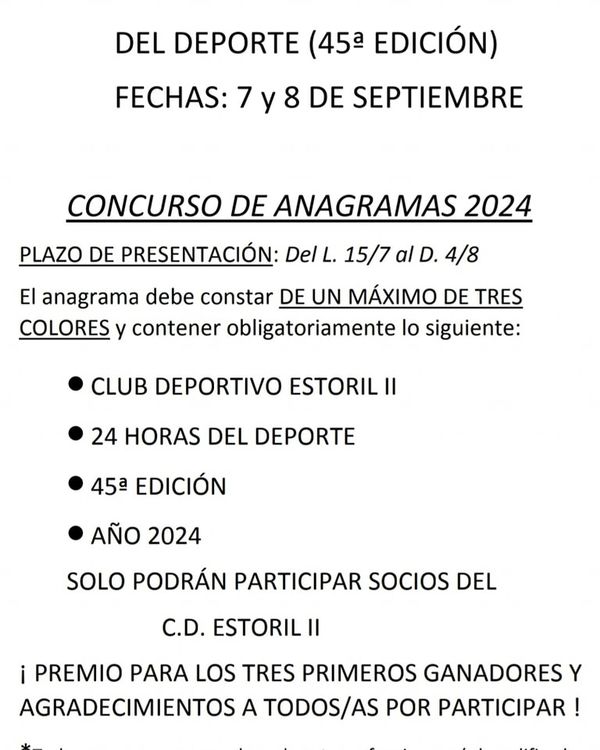 DEL DEPORTE (45ª EDICIÓN)
FECHAS: 7 y 8 DE SEPTIEMBRE
CONCURSO DE ANAGRAMAS 2024
PLAZO DE PRESENTACIÓN: Del L. 15/7 al D. 4/8
El anagrama debe constar DE UN MÁXIMO DE TRES
COLORES y contener obligatoriamente lo siguiente:
● CLUB DEPORTIVO ESTORIL II
● 24 HORAS DEL DEPORTE
● 45ª EDICIÓN
● AÑO 2024
SOLO PODRÁN PARTICIPAR SOCIOS DEL
C.D. ESTORIL II
¡ PREMIO PARA LOS TRES PRIMEROS GANADORES Y
AGRADECIMIENTOS A TODOS/AS POR PARTICIPAR !